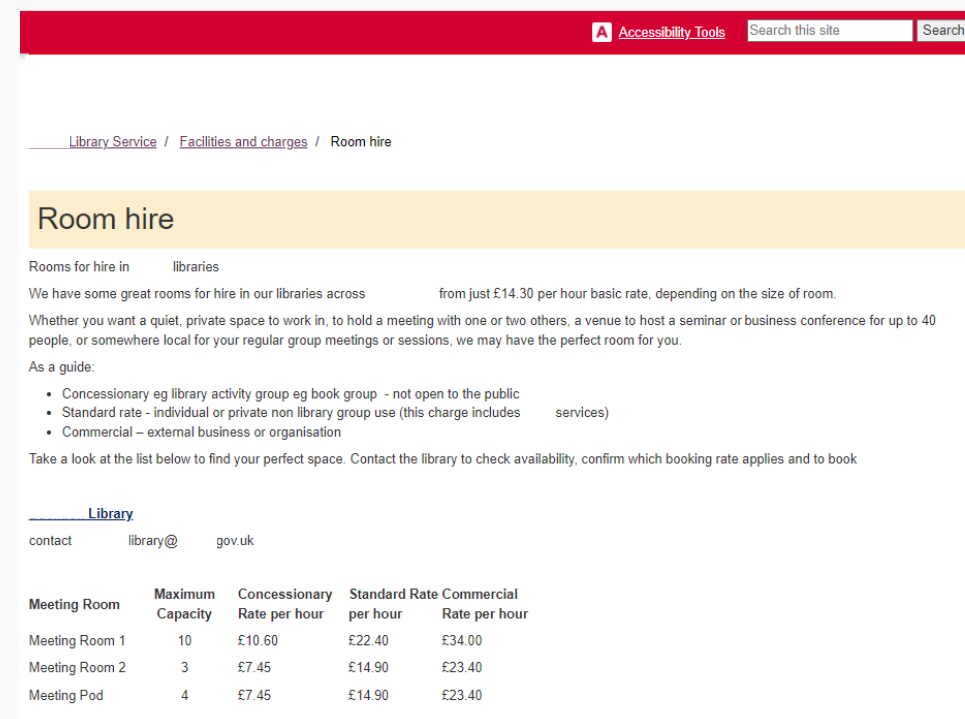 A Accessibility Tools Search this site Search
Library Service / Facilities and charges / Room hire
Room hire
Rooms for hire in libraries
We have some great rooms for hire in our libraries across from just £14.30 per hour basic rate, depending on the size of room.
Whether you want a quiet, private space to work in, to hold a meeting with one or two others, a venue to host a seminar or business conference for up to 40
people, or somewhere local for your regular group meetings or sessions, we may have the perfect room for you.
As a guide:
• Concessionary eg library activity group eg book group - not open to the public
• Standard rate - individual or private non library group use (this charge includes services)
• Commercial – external business or organisation
Take a look at the list below to find your perfect space. Contact the library to check availability, confirm which booking rate applies and to book
Library
contact library@ gov.uk
Meeting Room Maximum Capacity Concessionary Rate per hour Standard Rate per hour Commercial Rate per hour
Meeting Room 1 10 £10.60 £22.40 £34.00
Meeting Room 2 3 £7.45 £14.90 £23.40
Meeting Pod 4 £7.45 £14.90 £23.40